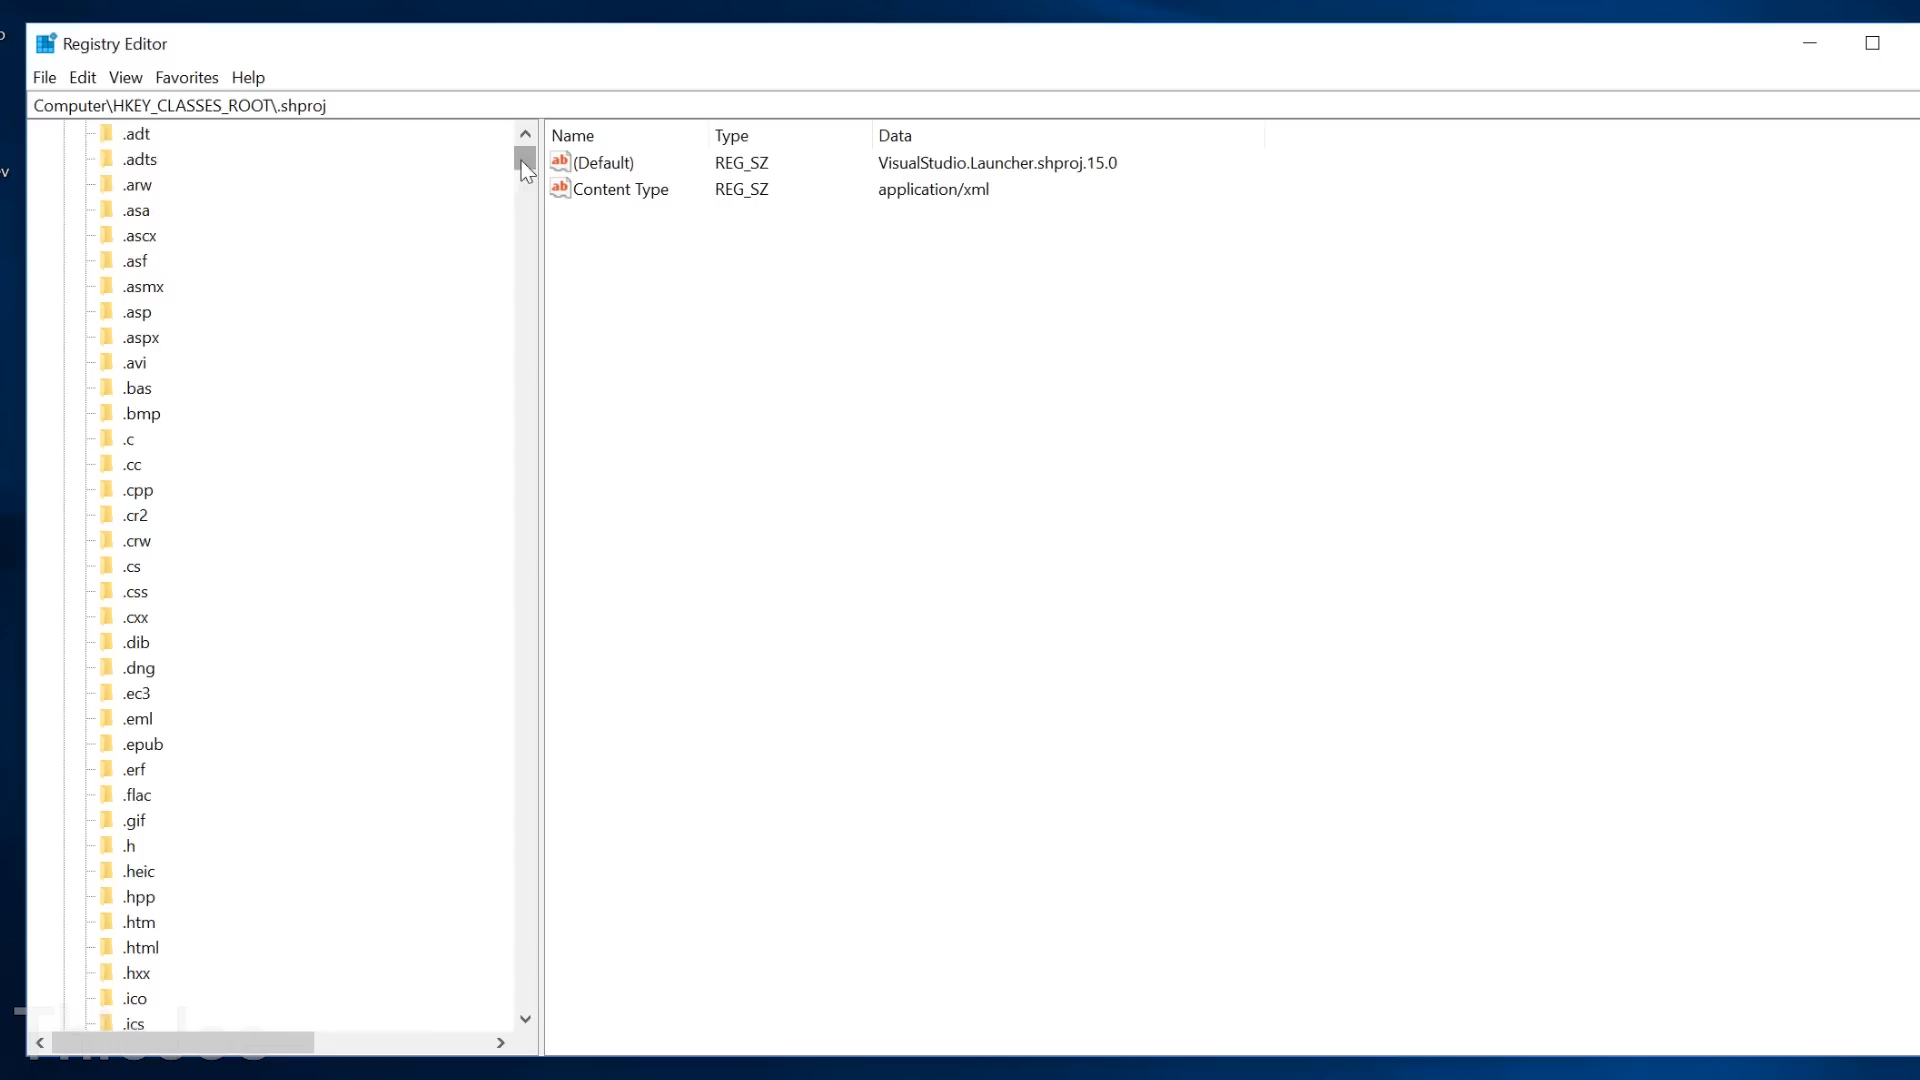 Registry Editor
File Edit View Favorites Help
Computer\HKEY_CLASSES_ROOT\.shproj
.adt
.adts
.arw
.asa
.ascx
.asf
.asmx
.asp
.aspx
.avi
.bas
.bmp
.c
.cc
.cpp
.cr2
.crw
.cs
.css
.cxx
.dib
.dng
.ec3
.eml
.epub
.erf
.flac
.gif
.h
.heic
.hpp
.htm
.html
.hxx
.ico
.ics
Name Type Data
ab (Default) REG_SZ VisualStudio.Launcher.shproj.15.0
ab Content Type REG_SZ application/xml